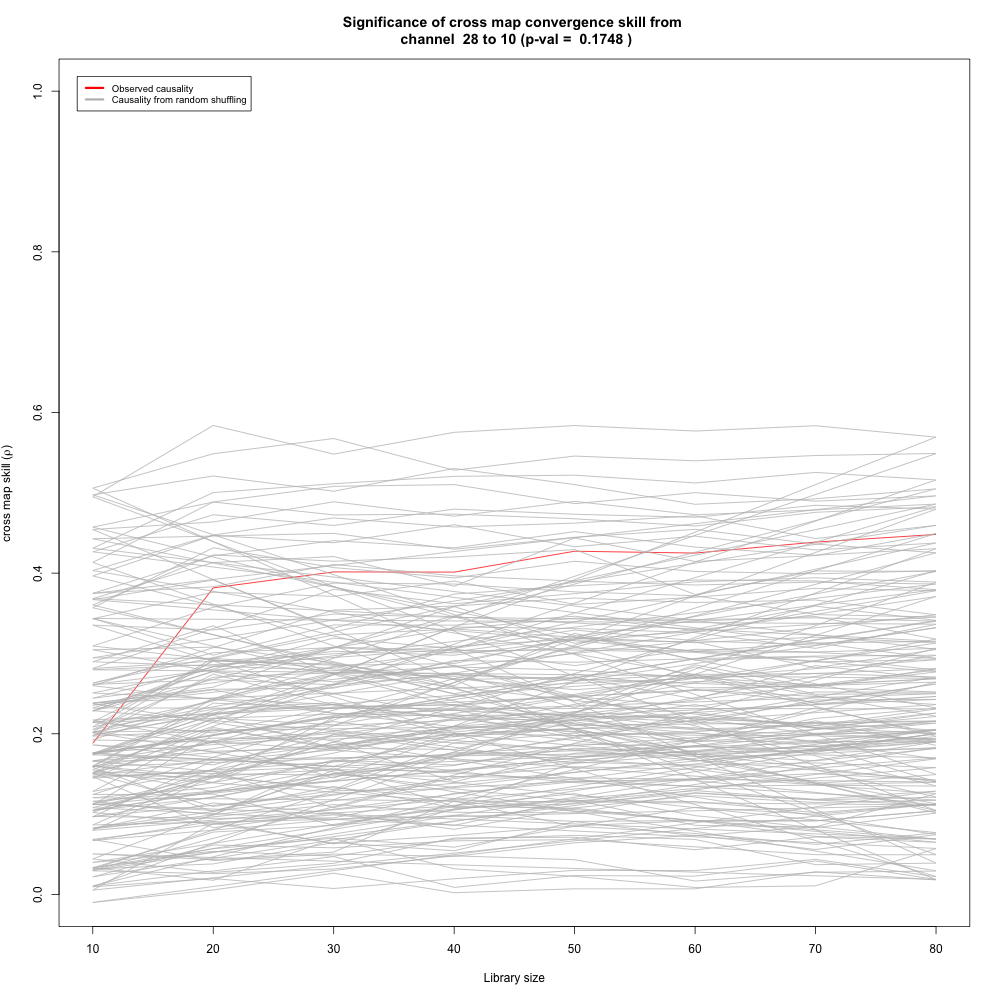 Significance of cross map convergence skill from
channel  28 to 10 (p-val =  0.1748 )
Observed causality
Causality from random shuffling
cross map skill (ρ)
1.0
0.8
0.6
0.4
0.2
0.0
10 20 30 40 50 60 70 80
Library size